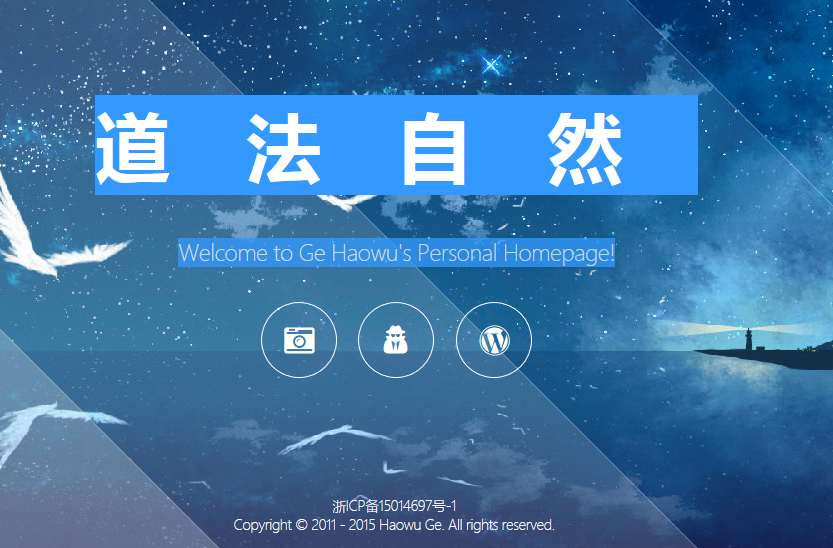 道 法 自 然
Welcome to Ge Haowu's Personal Homepage!
浙ICP备15014697号-1
Copyright © 2011 - 2015 Haowu Ge. All rights reserved.